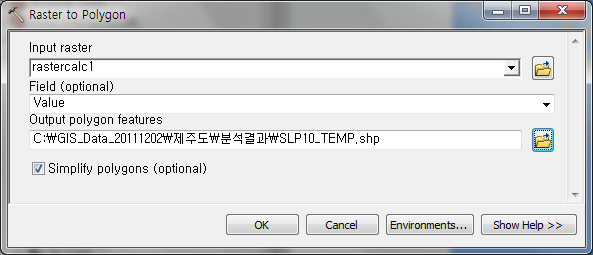 Raster to Polygon
Input raster
rastercalc1
Field (optional)
Value
Output polygon features
C:₩GIS_Data_20111202₩제주도₩분석결과₩SLP10_TEMP.shp
Simplify polygons (optional)
OK Cancel Environments... Show Help >>